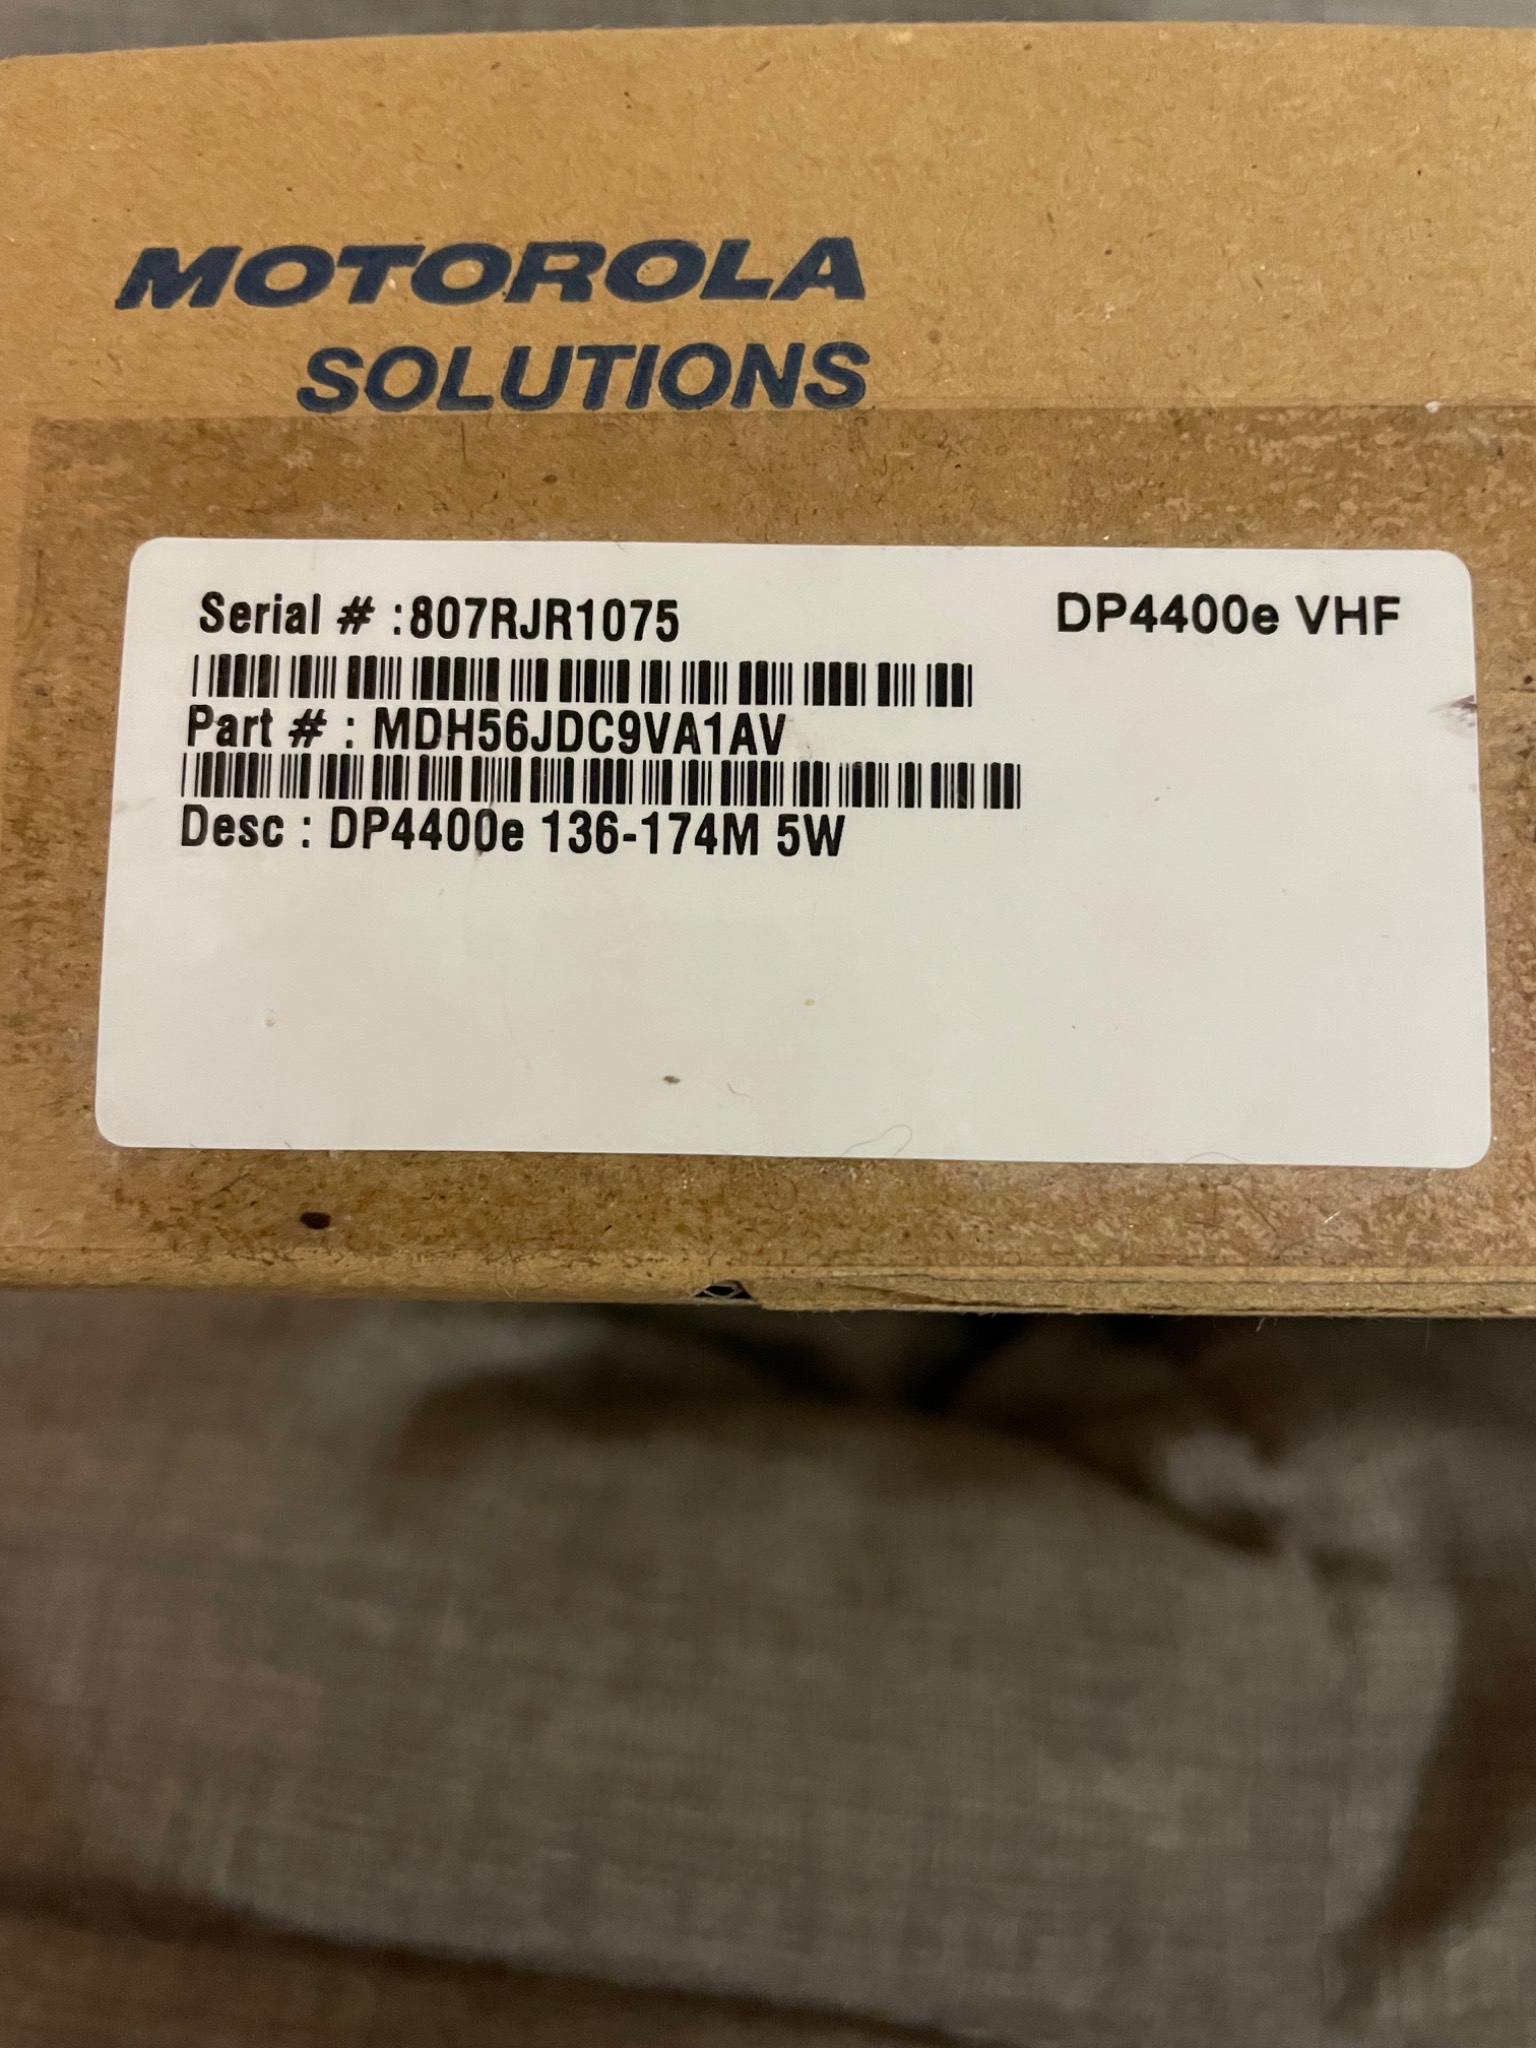 MOTOROLA
SOLUTIONS
Serial # :807RJR1075
DP4400e VHF
Part # : MDH56JDC9VA1AV
Desc : DP4400e 136-174M 5W